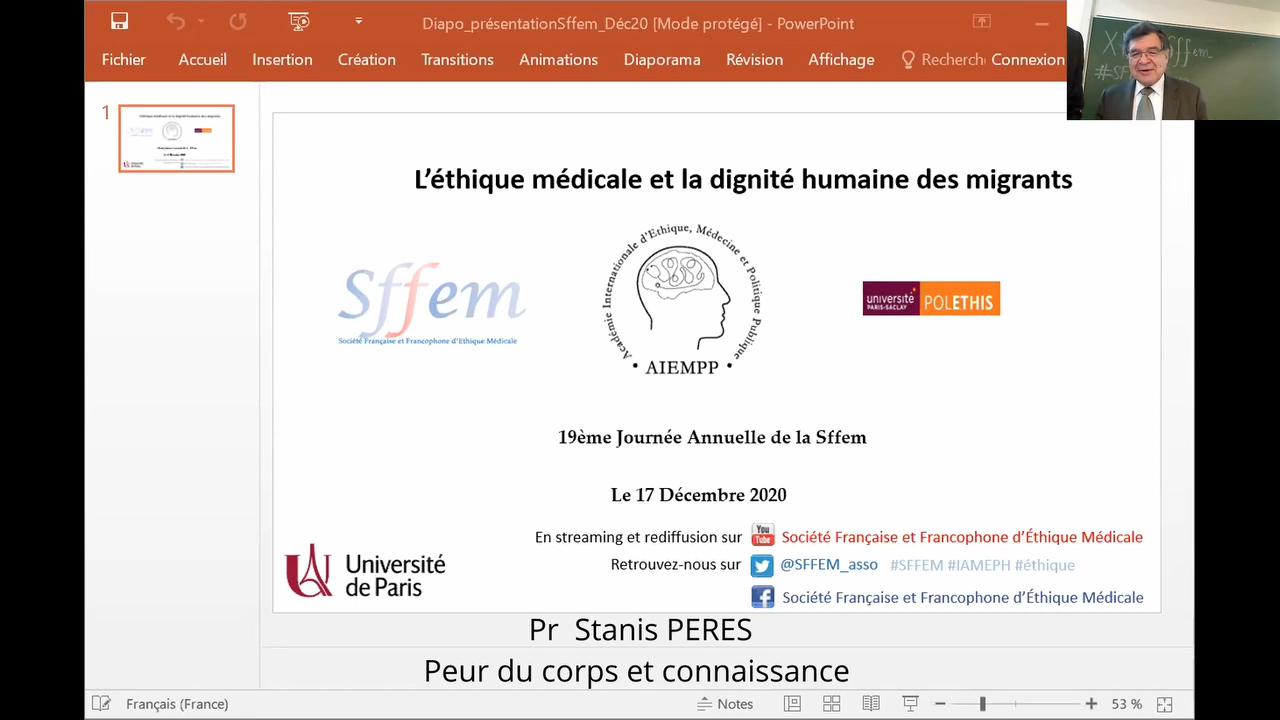 Diapo_présentationSffem_Déc20 [Mode protégé] - PowerPoint
Fichier Accueil Insertion Création Transitions Animations Diaporama Révision Affichage Recherch Connexion
1
L'éthique médicale et la dignité humaine des migrants
Sffem
Société Française et Francophone d'Ethique Médicale
Académie Internationale d'Ethique, Médecine et Politique Publique
• AIEMPP •
université
PARIS-SACLAY
POLETHIS
19ème Journée Annuelle de la Sffem
Le 17 Décembre 2020
En streaming et rediffusion sur You Tube Société Française et Francophone d'Éthique Médicale
Retrouvez-nous sur @SFFEM_asso #SFFEM #IAMEPH #éthique
Société Française et Francophone d'Éthique Médicale
Université
de Paris
Pr Stanis PERES
Peur du corps et connaissance
Français (France) Notes 53 %